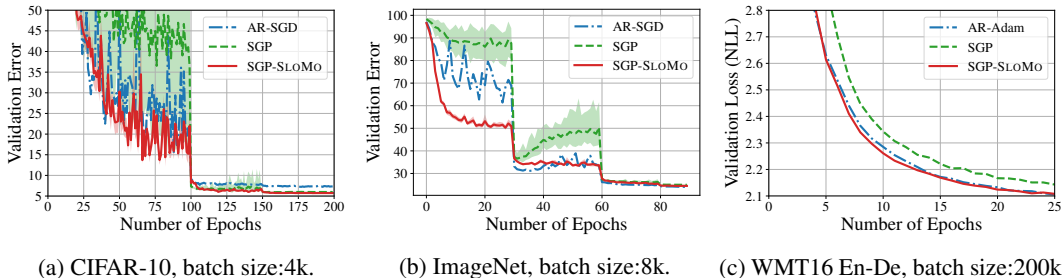 50
45
40
35
30
25
20
15
10
5
0 25 50 75 100 125 150 175 200
Validation Error
Number of Epochs
AR-SGD
SGP
SGP-SLOMO
(a) CIFAR-10, batch size:4k.
100
90
80
70
60
50
40
30
0 20 40 60 80
Validation Error
Number of Epochs
AR-SGD
SGP
SGP-SLOMO
(b) ImageNet, batch size:8k.
2.7
2.6
2.5
2.4
2.3
2.2
2.1
0 5 10 15 20 25
Validation Loss (NLL)
Number of Epochs
AR-Adam
SGP
SGP-SLOMO
(c) WMT16 En-De, batch size:200k